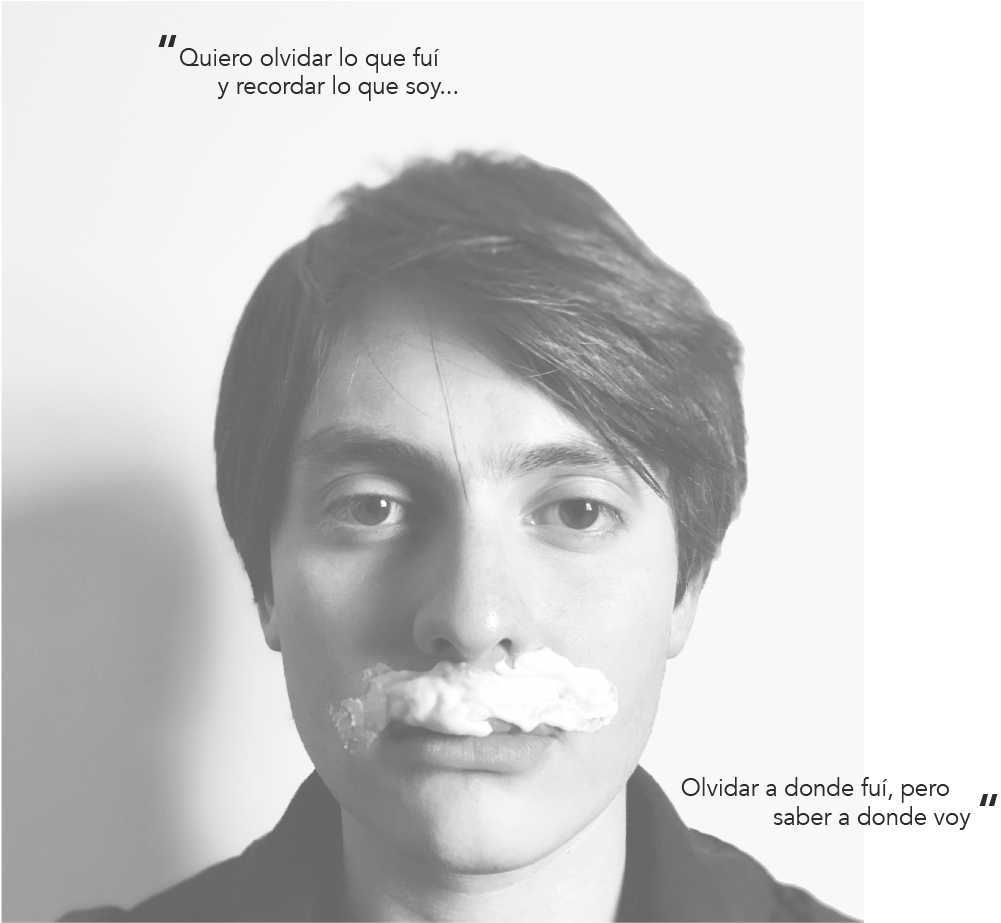 “Quiero olvidar lo que fuí
y recordar lo que soy...
Olvidar a donde fuí, pero
saber a donde voy “